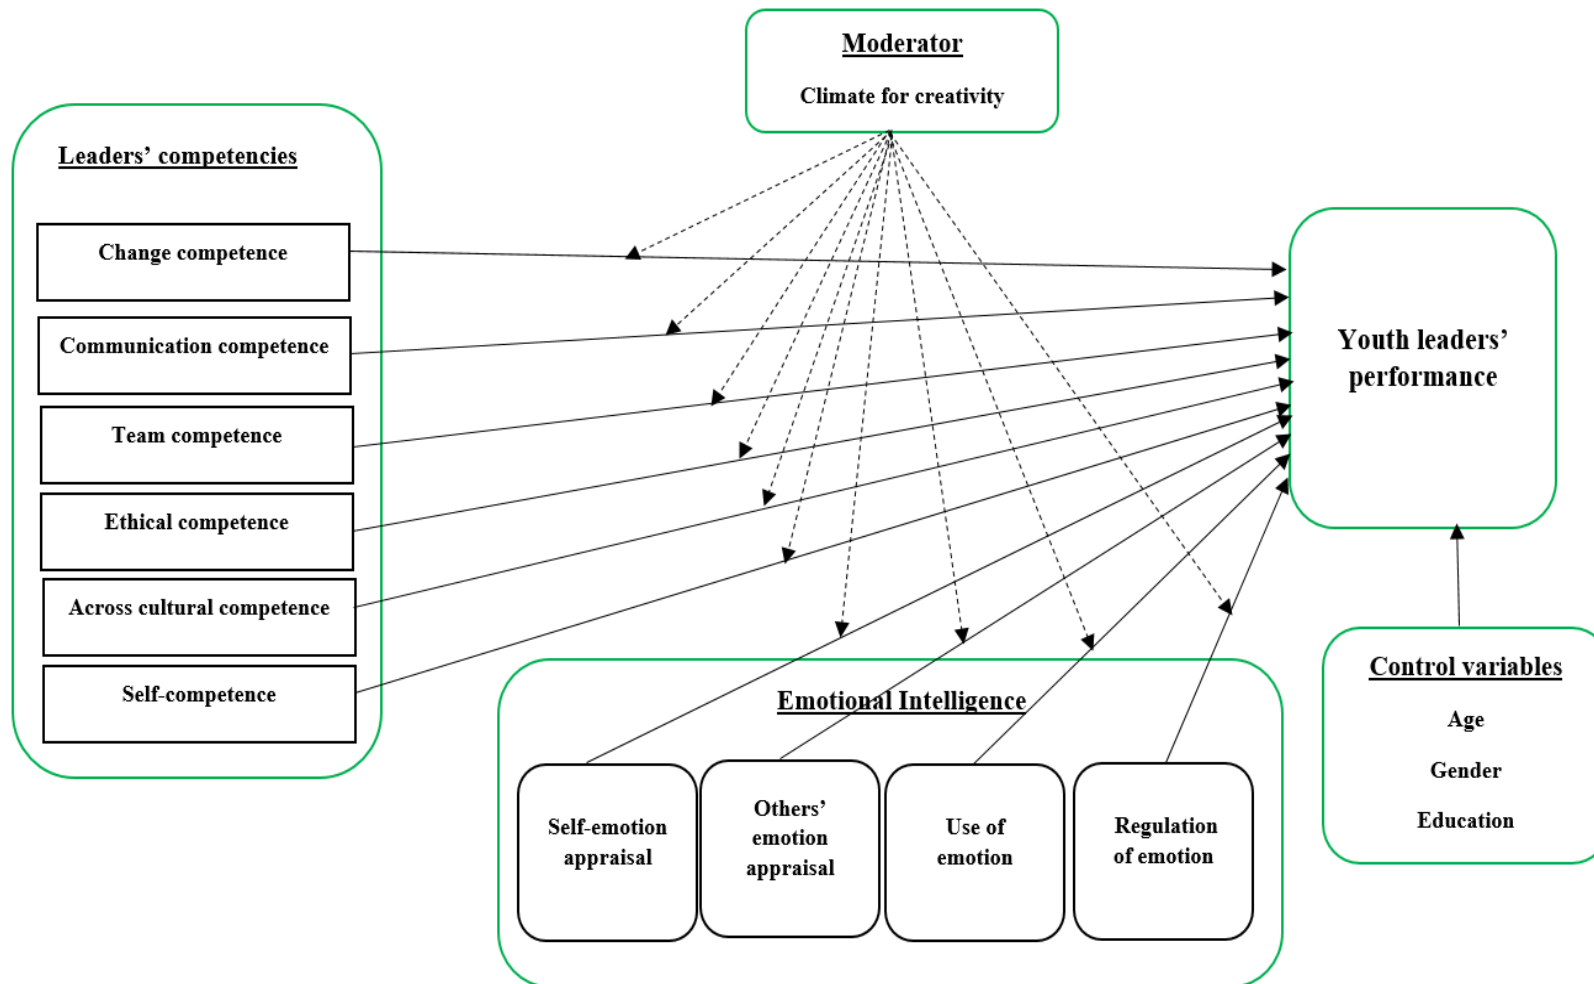 Moderator
Climate for creativity
Leaders’ competencies
Change competence
Communication competence
Team competence
Ethical competence
Across cultural competence
Self-competence
Youth leaders’
performance
Emotional Intelligence
Self-emotion
appraisal
Others’
emotion
appraisal
Use of
emotion
Regulation
of emotion
Control variables
Age
Gender
Education